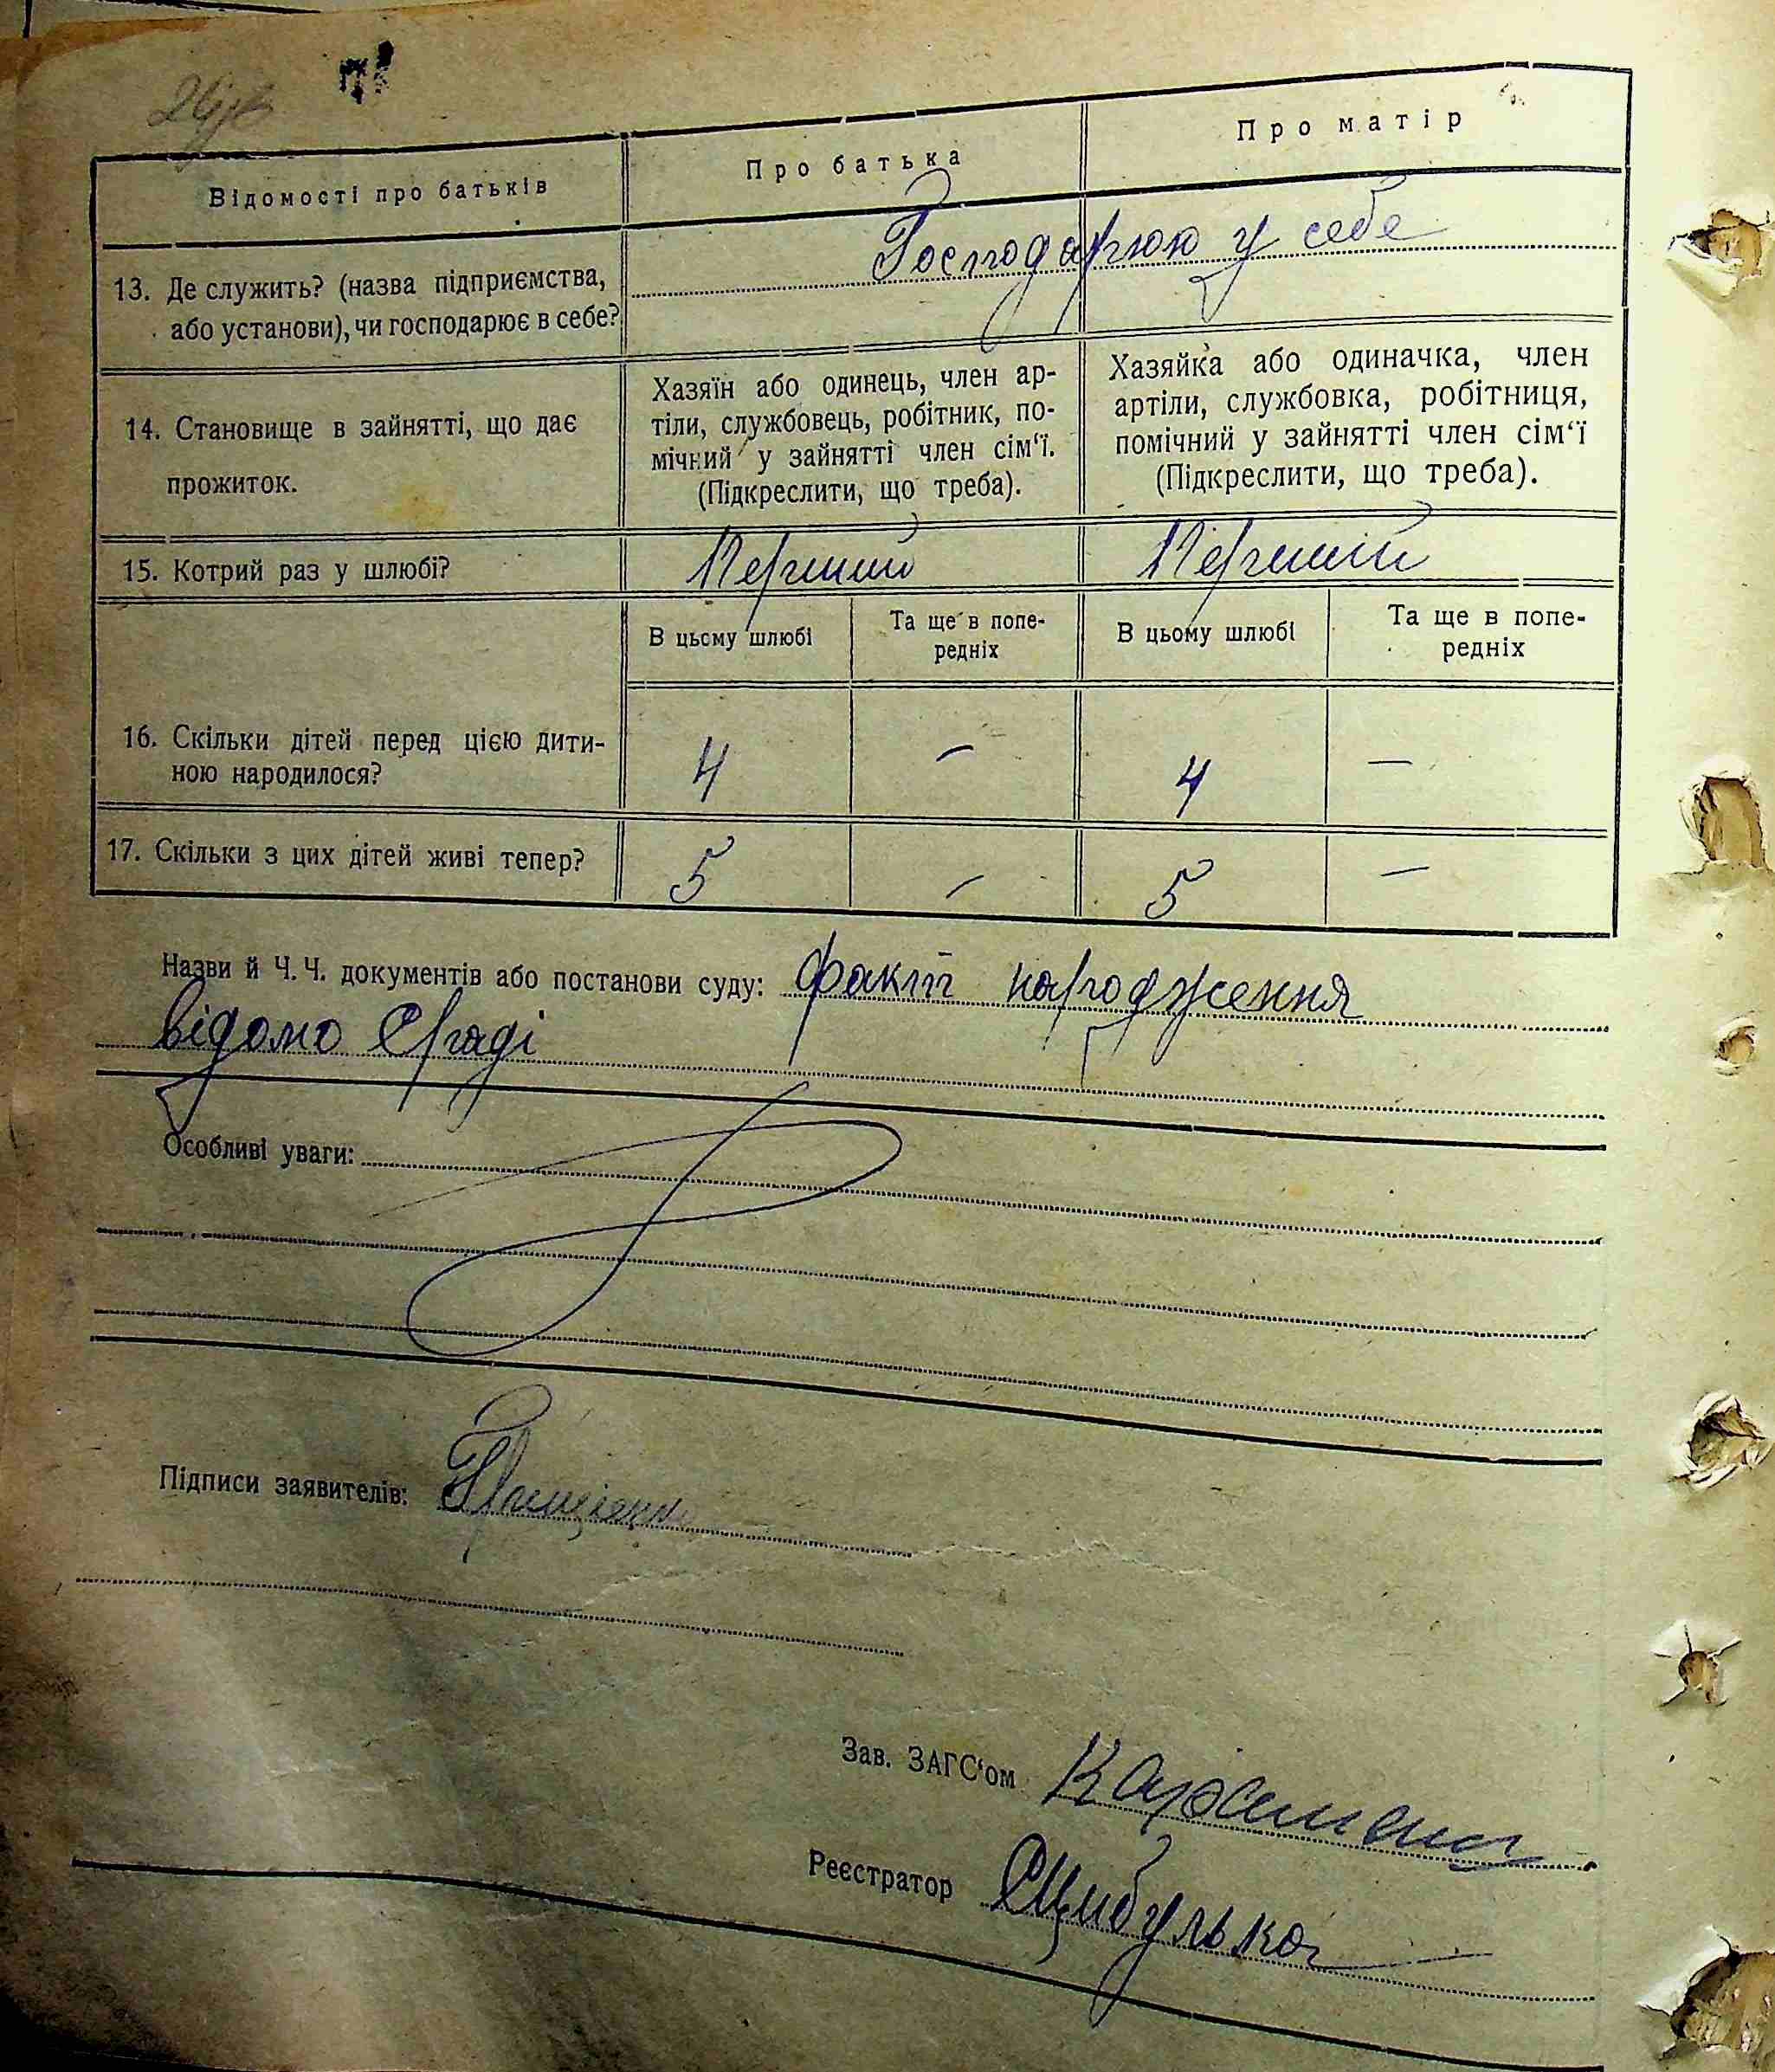 Відомості про батьків
Про батька
Про матір
13. Де служить? (назва підприємства,
або установи), чи господарює в себе?
Господарюю у себе
14. Становище в зайнятті, що дає
прожиток.
Хазяїн або одинець, член ар-
тіли, службовець, робітник, по-
мічний у зайнятті член сім‘ї.
(Підкреслити, що треба).
Хазяйка або одиначка, член
артіли, службовка, робітниця,
помічний у зайнятті член сім‘ї
(Підкреслити, що треба).
15. Котрий раз у шлюбі?
Перший
Перший
В цьому шлюбі
Та ще в попе-
редніх
В цьому шлюбі
Та ще в попе-
редніх
16. Скільки дітей перед цією дити-
ною народилося?
4 – 4 –
17. Скільки з цих дітей живі тепер?
5 – 5 –
Назви й Ч. Ч. документів або постанови суду: факт народження
відомо с/раді
Особливі уваги:
Підписи заявителів:
Зав. ЗАГС‘ом
Реєстратор Цибулька